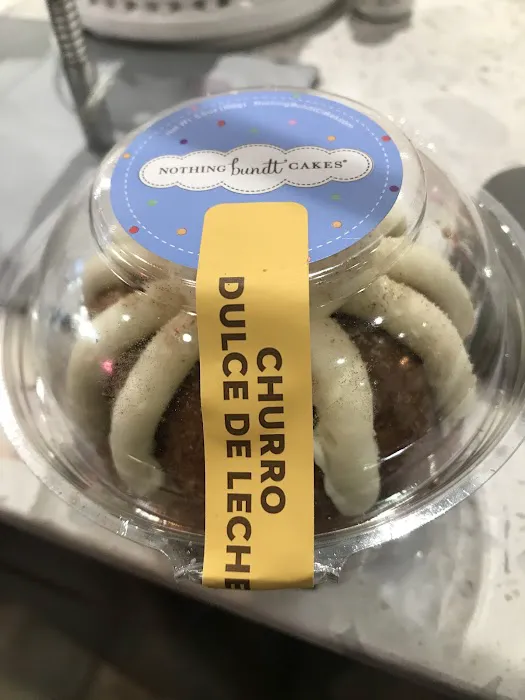 NOTHING bundt® CAKES®
CHURRO
DULCE DE LECHE